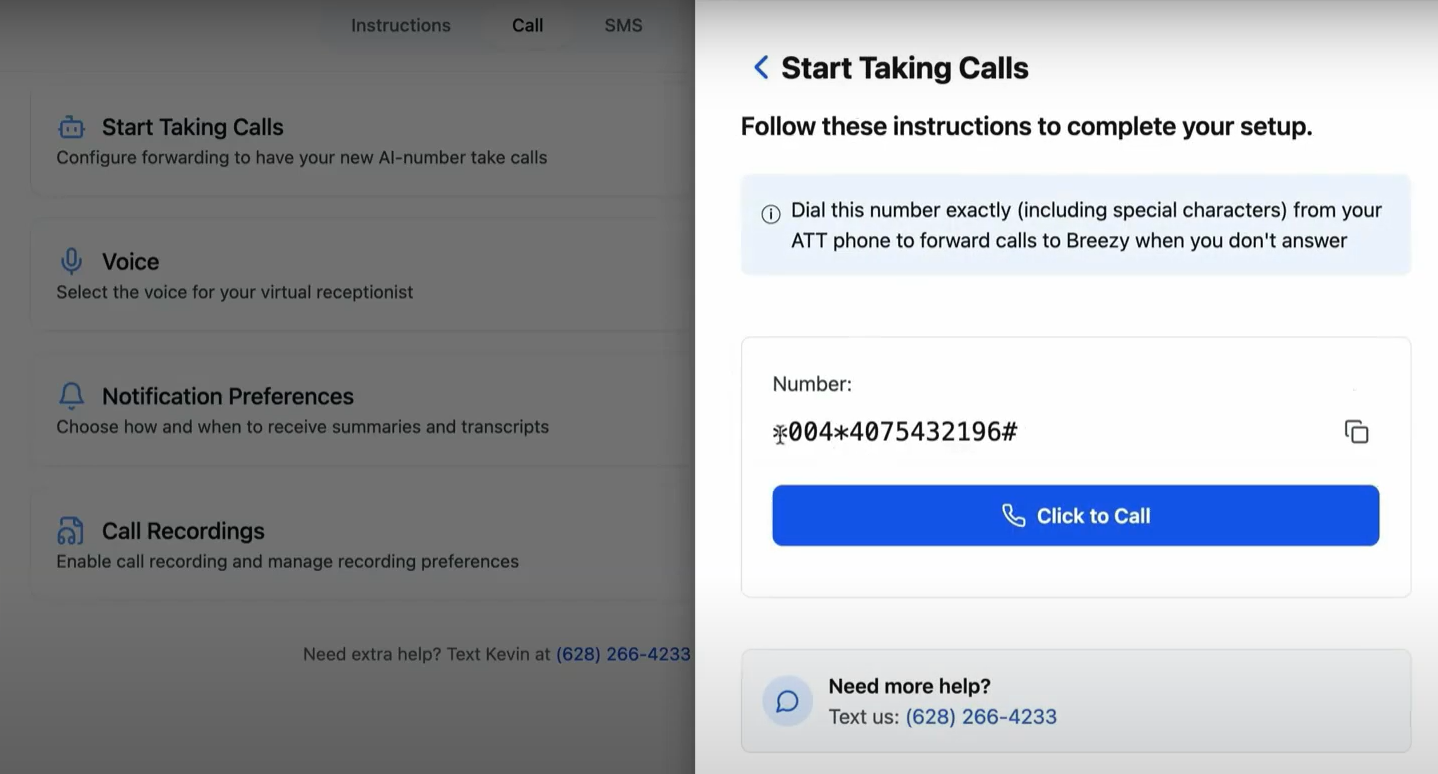 Instructions
Call
SMS
Start Taking Calls
Configure forwarding to have your new AI-number take calls
Voice
Select the voice for your virtual receptionist
Notification Preferences
Choose how and when to receive summaries and transcripts
Call Recordings
Enable call recording and manage recording preferences
Need extra help? Text Kevin at (628) 266-4233
Start Taking Calls
Follow these instructions to complete your setup.
Dial this number exactly (including special characters) from your
ATT phone to forward calls to Breezy when you don't answer
Number:
*004*4075432196#
Click to Call
Need more help?
Text us: (628) 266-4233